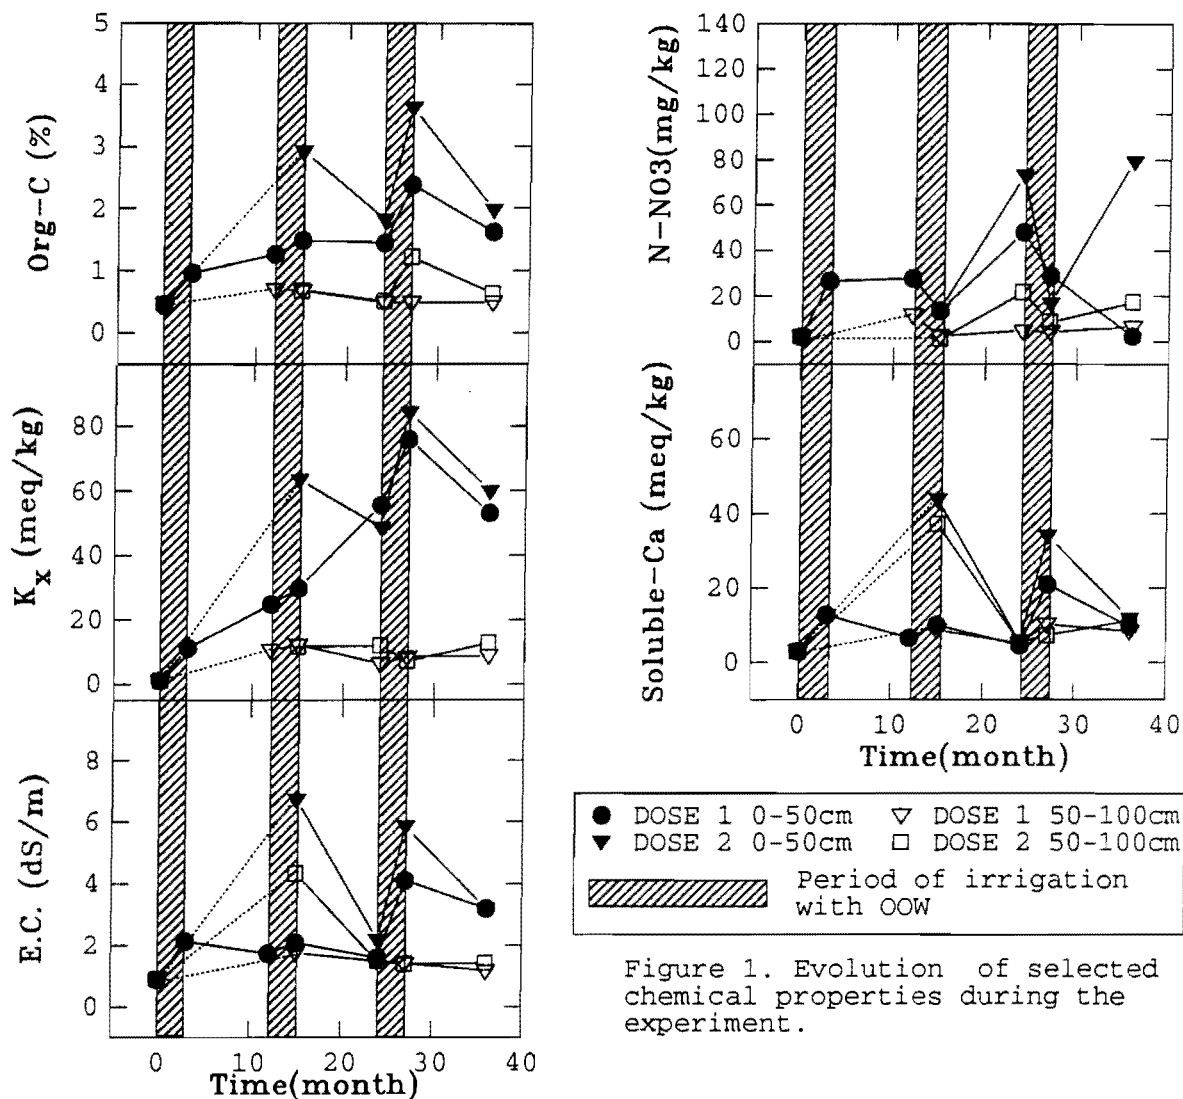 Org-C (%)
5
4
3
2
1
0
K_x (meq/kg)
80
60
40
20
0
E.C. (dS/m)
8
6
4
2
0
0 10 20 30 40
Time(month)
N-NO3(mg/kg)
140
120
100
80
60
40
20
0
Soluble-Ca (meq/kg)
60
40
20
0
0 10 20 30 40
Time(month)
DOSE 1 0-50cm
DOSE 1 50-100cm
DOSE 2 0-50cm
DOSE 2 50-100cm
Period of irrigation
with OOW
Figure 1. Evolution of selected
chemical properties during the
experiment.